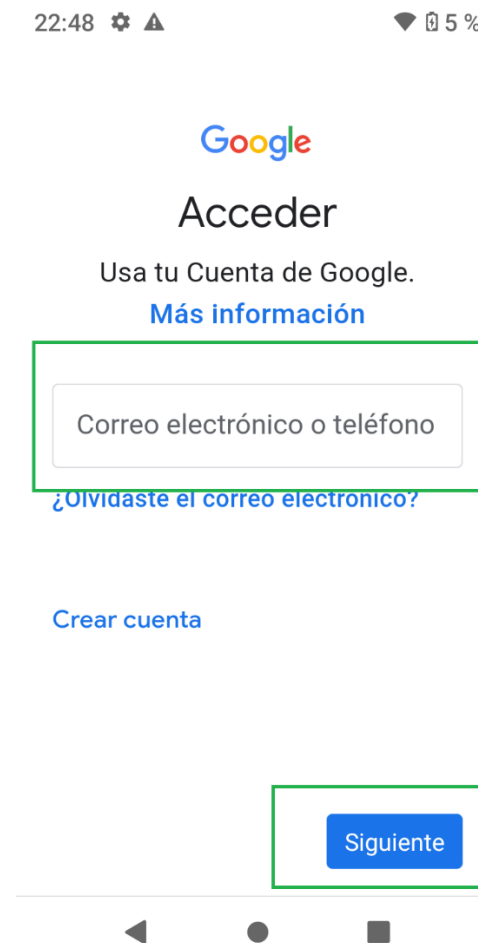 22:48 5 %
Google
Acceder
Usa tu Cuenta de Google.
Más información
Correo electrónico o teléfono
¿Olvidaste el correo electrónico?
Crear cuenta
Siguiente